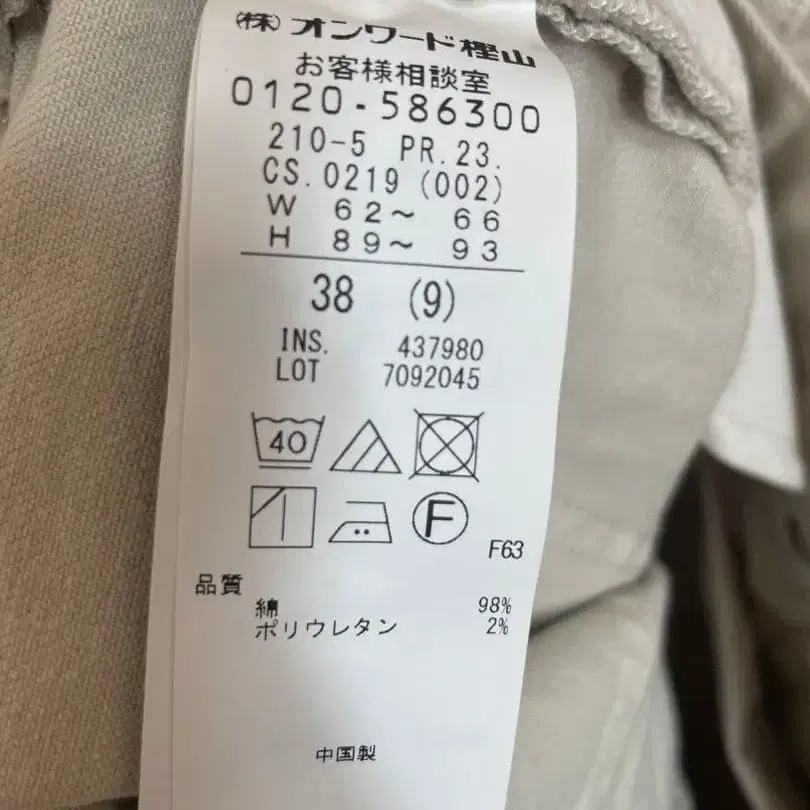 ㈱ オンワード樫山
お客様相談室
0120-586300
210-5 PR.23.
CS.0219 (002)
W 62～ 66
H 89～ 93
38 (9)
INS. 437980
LOT 7092045
40
F
F63
品質
綿 98%
ポリウレタン 2%
中国製